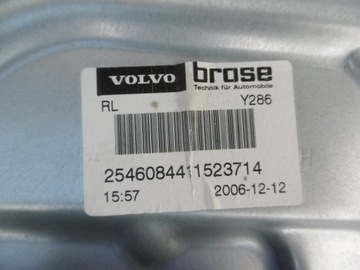 VOLVO brose
Technik für Automobile
RL Y286
2546084411523714
15:57 2006-12-12